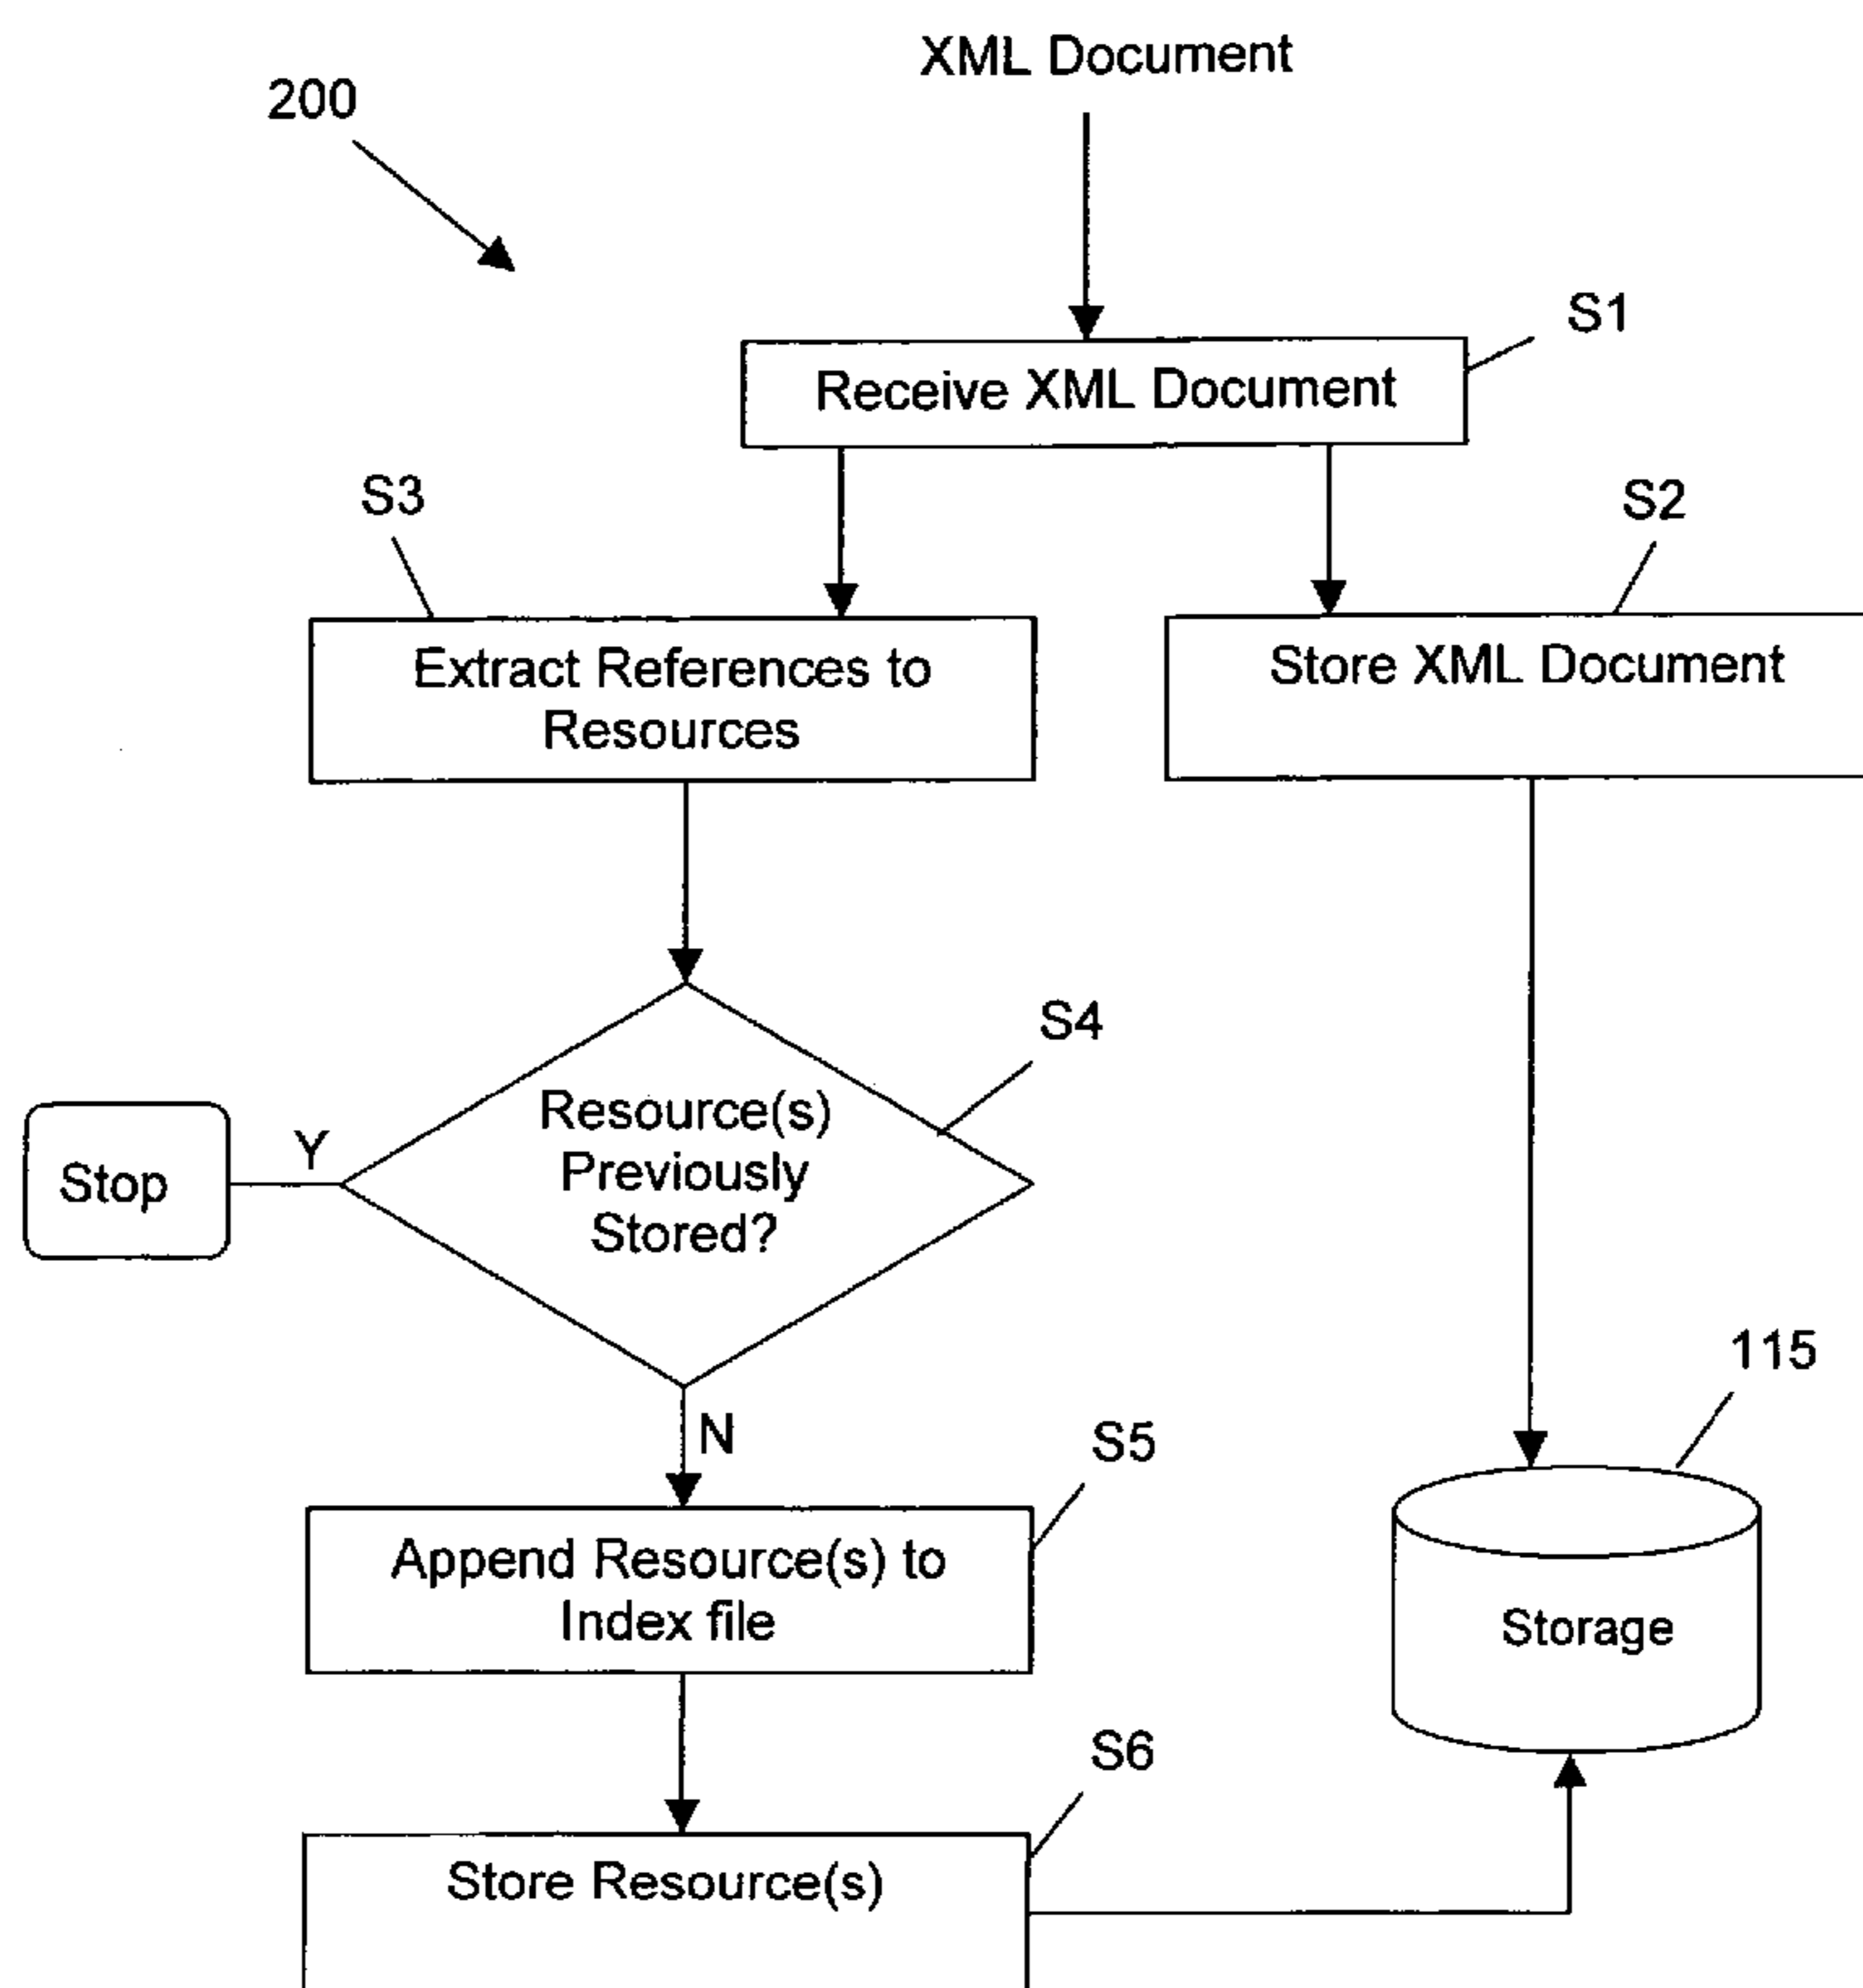 XML Document
200
S1
Receive XML Document
S3
S2
Extract References to
Resources
Store XML Document
S4
Resource(s)
Previously
Stored?
Y
Stop
N
115
S5
Append Resource(s) to
Index file
Storage
S6
Store Resource(s)